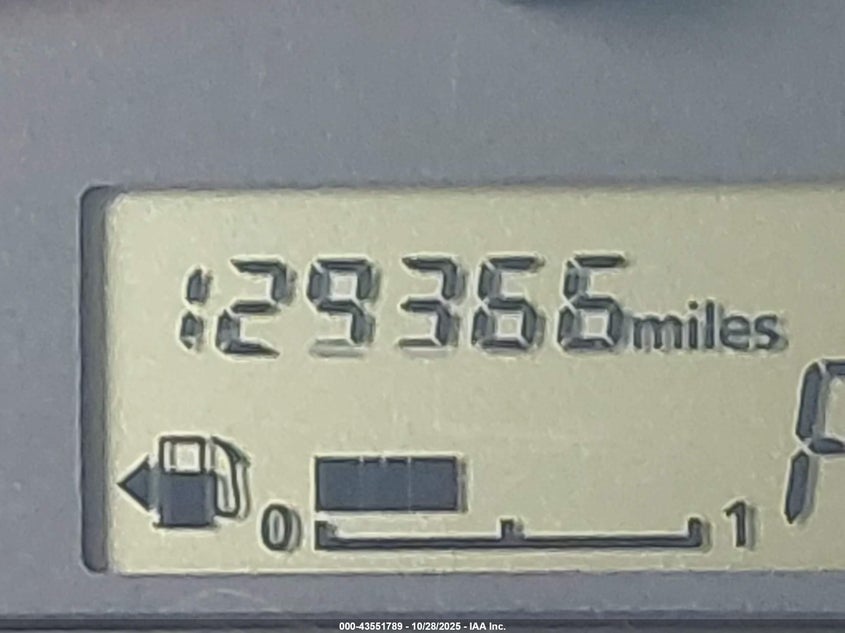 129366 miles
P
0 1
000-43551789 - 10/28/2025 - IAA Inc.